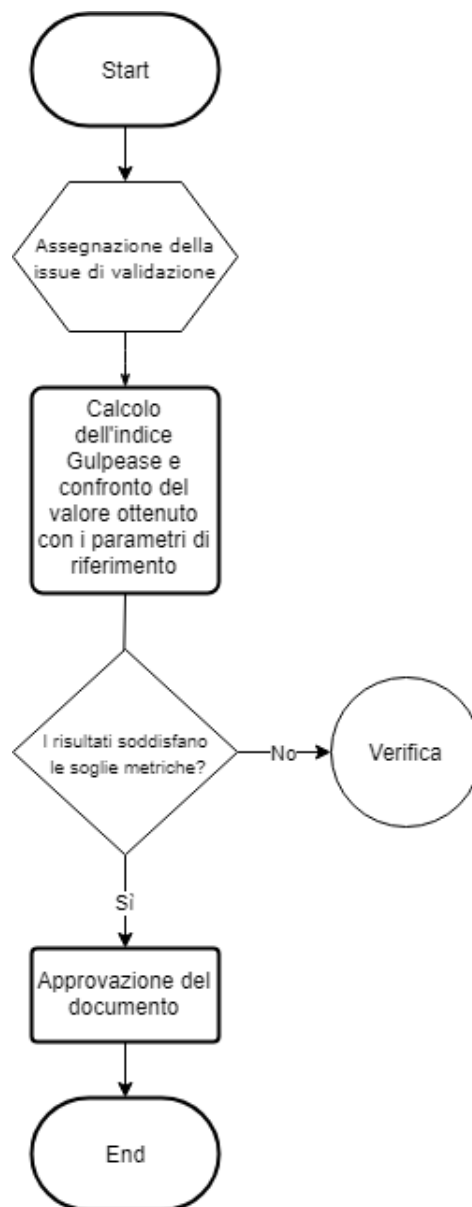 Start
Assegnazione della
issue di validazione
Calcolo
dell'indice
Gulpease e
confronto del
valore ottenuto
con i parametri di
riferimento
I risultati soddisfano
le soglie metriche?
No
Verifica
Sì
Approvazione del
documento
End